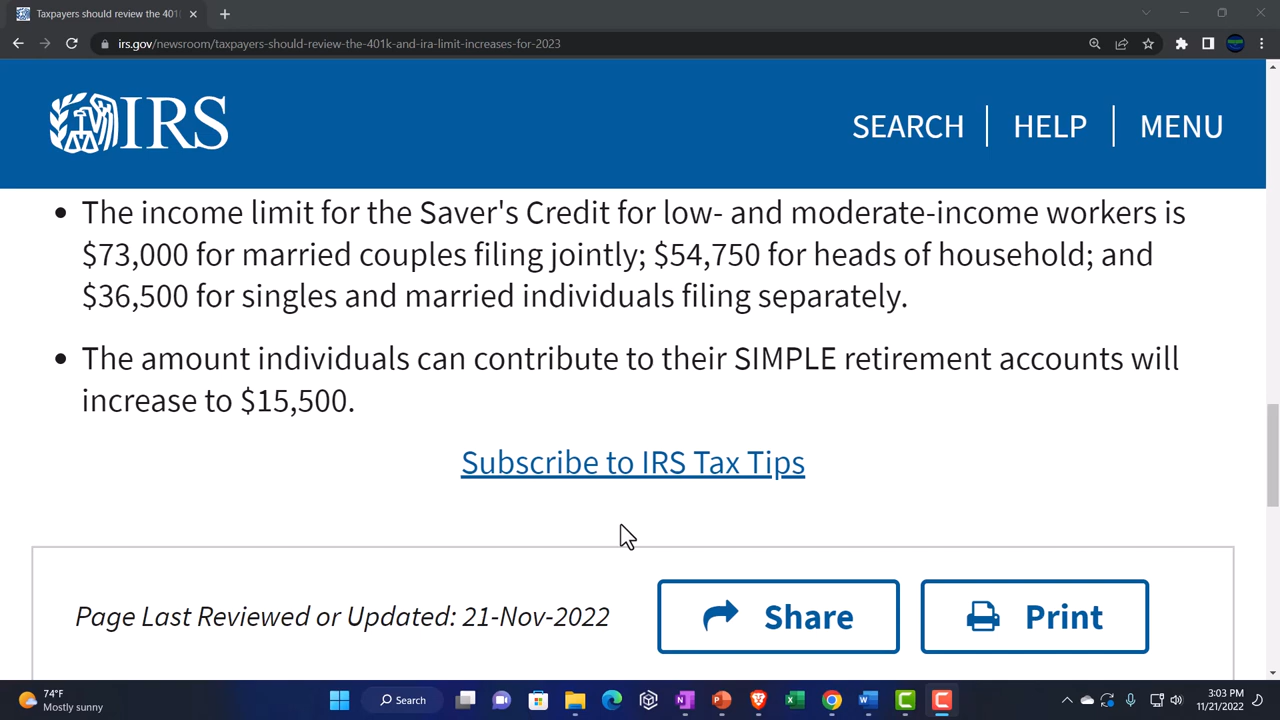 Taxpayers should review the 401(
irs.gov/newsroom/taxpayers-should-review-the-401k-and-ira-limit-increases-for-2023
IRS
SEARCH
HELP
MENU
The income limit for the Saver's Credit for low- and moderate-income workers is
$73,000 for married couples filing jointly; $54,750 for heads of household; and
$36,500 for singles and married individuals filing separately.
The amount individuals can contribute to their SIMPLE retirement accounts will
increase to $15,500.
Subscribe to IRS Tax Tips
Page Last Reviewed or Updated: 21-Nov-2022
Share
Print
74°F
Mostly sunny
Search
3:03 PM
11/21/2022